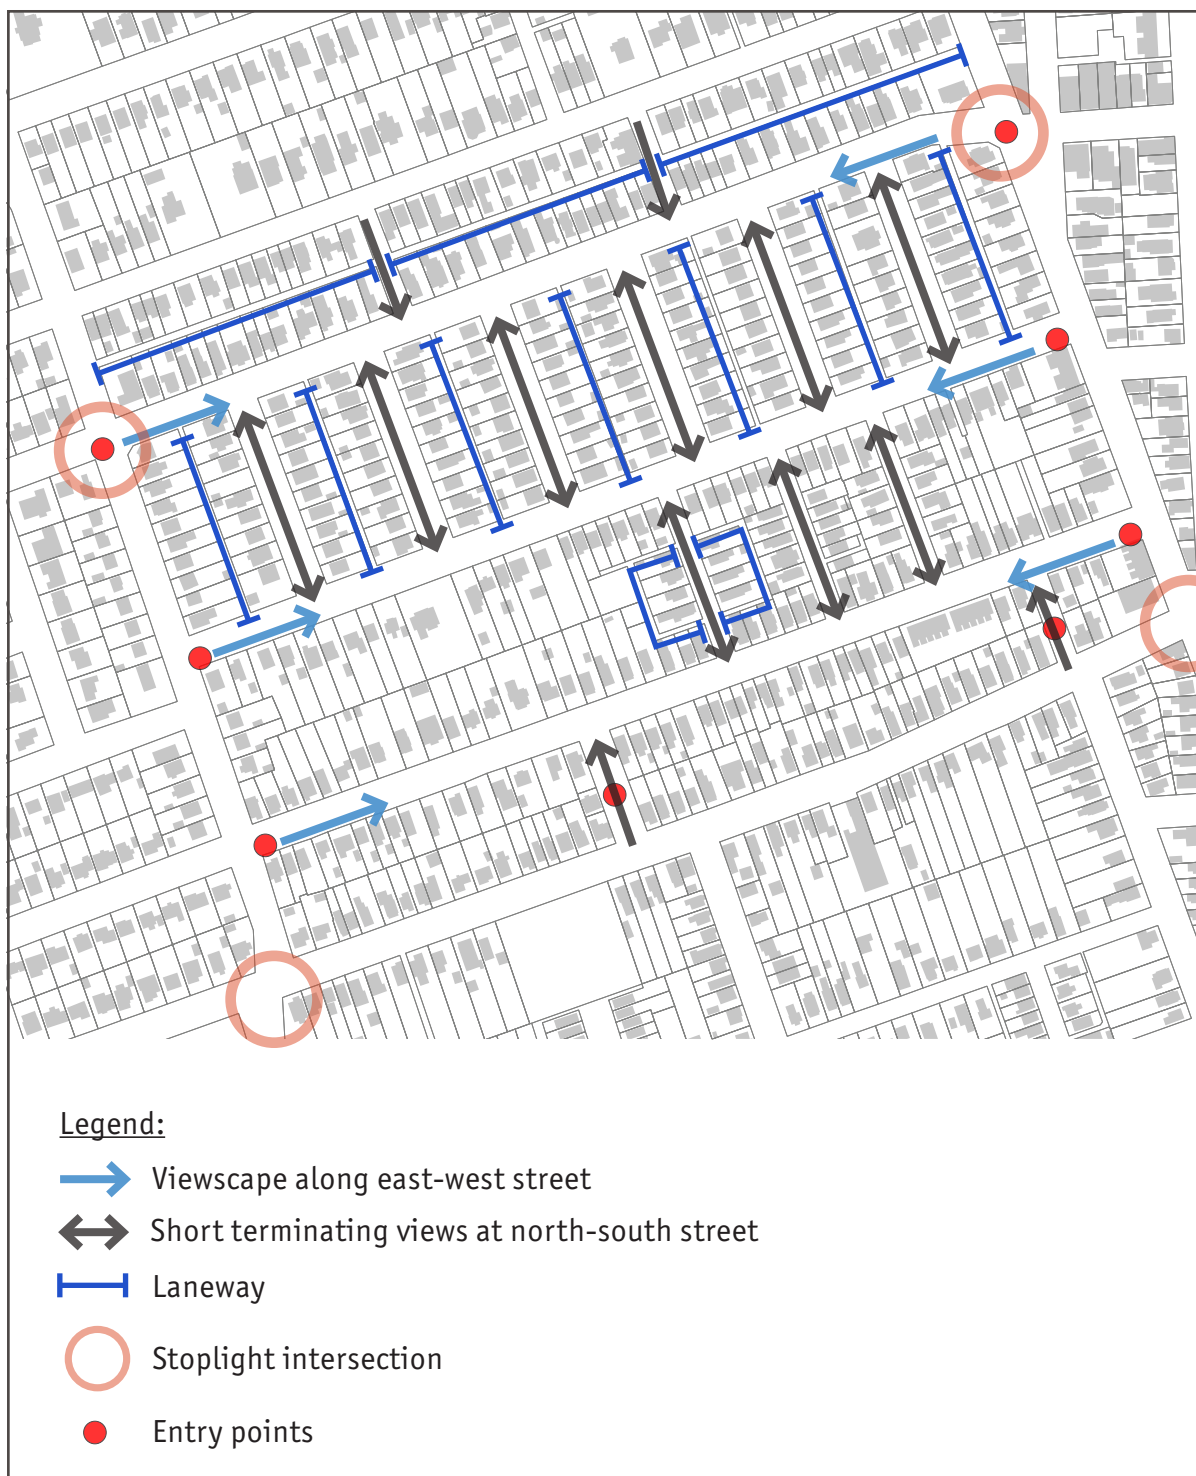 Legend:
Viewscape along east-west street
Short terminating views at north-south street
Laneway
Stoplight intersection
Entry points